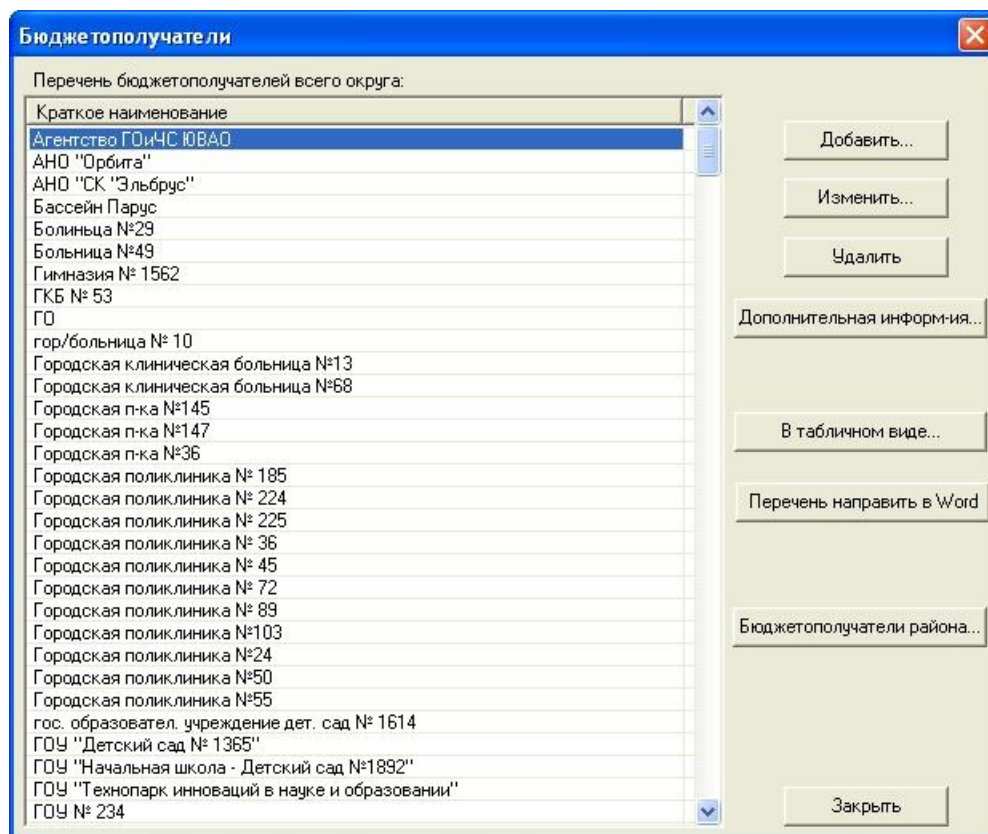 Бюджетополучатели
Перечень бюджетополучателей всего округа:
Краткое наименование
Агентство ГОиЧС ЮВАО
АНО "Орбита"
АНО "СК "Эльбрус"
Бассейн Парус
Болиньца №29
Больница №49
Гимназия № 1562
ГКБ № 53
ГО
гор/больница № 10
Городская клиническая больница №13
Городская клиническая больница №68
Городская п-ка №145
Городская п-ка №147
Городская п-ка №36
Городская поликлиника № 185
Городская поликлиника № 224
Городская поликлиника № 225
Городская поликлиника № 36
Городская поликлиника № 45
Городская поликлиника № 72
Городская поликлиника № 89
Городская поликлиника №103
Городская поликлиника №24
Городская поликлиника №50
Городская поликлиника №55
гос. образовател. учреждение дет. сад № 1614
ГОУ "Детский сад № 1365"
ГОУ "Начальная школа - Детский сад №1892"
ГОУ "Технопарк инноваций в науке и образовании"
ГОУ № 234
Добавить...
Изменить...
Удалить
Дополнительная информ-ия...
В табличном виде...
Перечень направить в Word
Бюджетополучатели района...
Закрыть